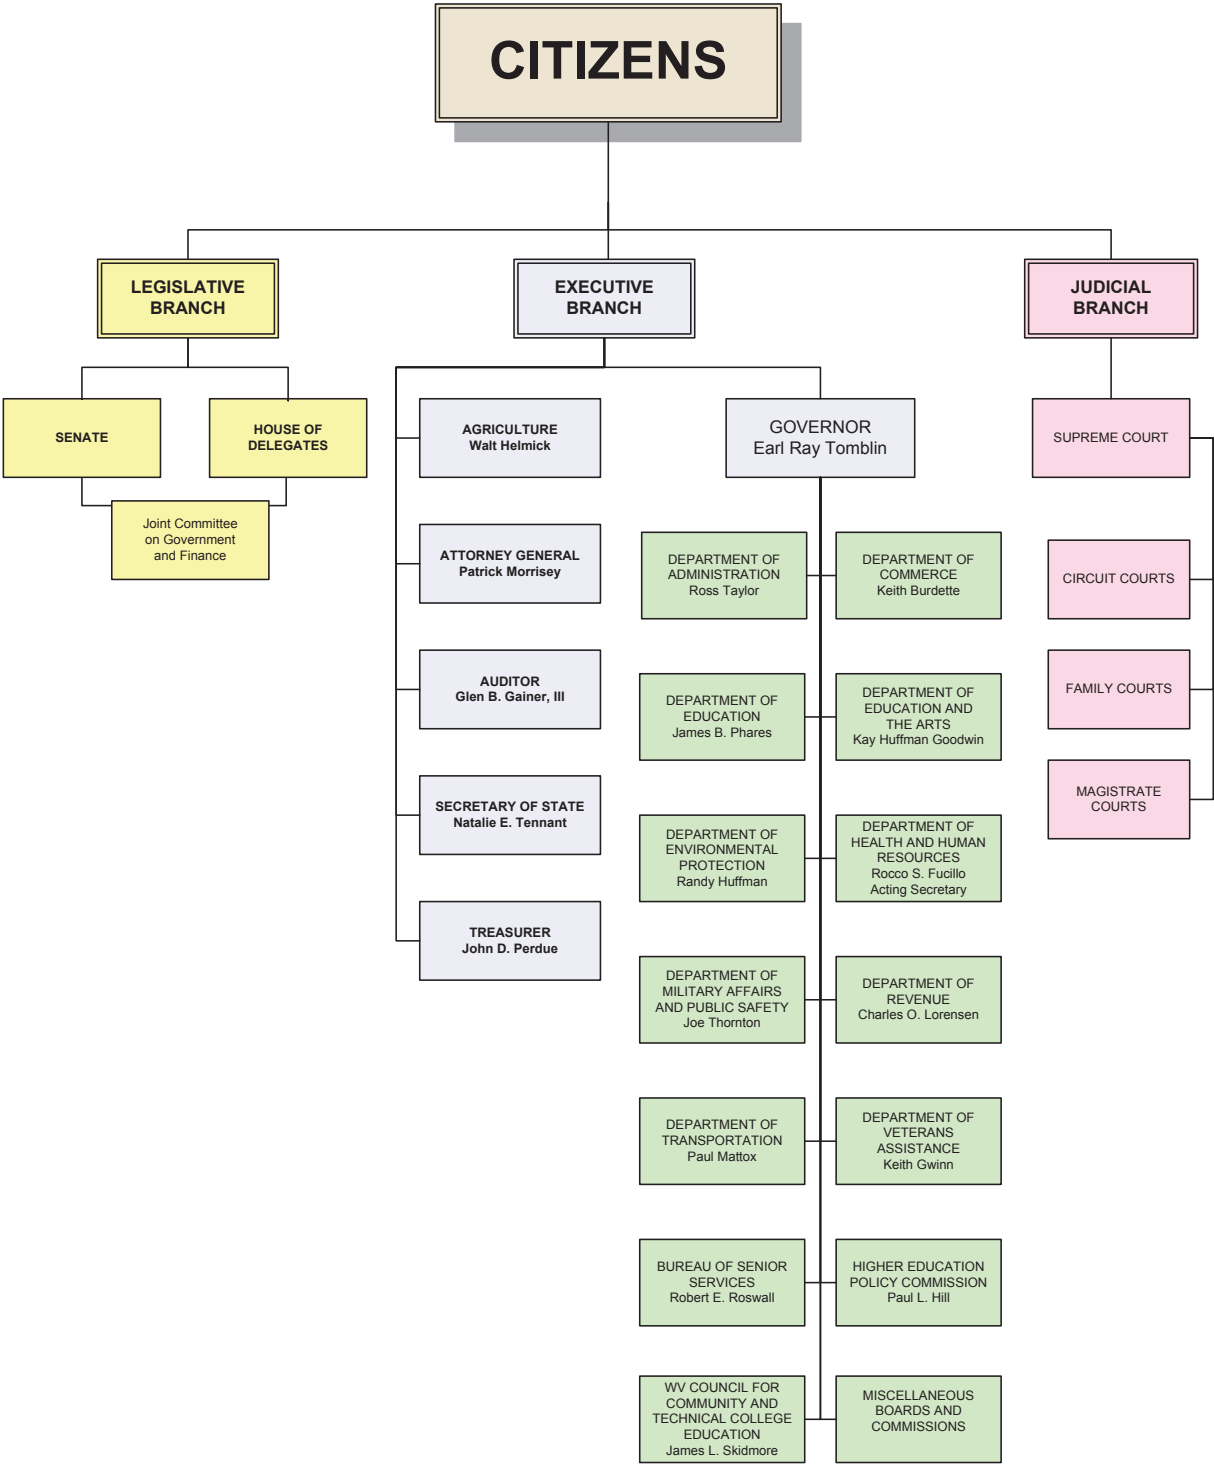 CITIZENS
LEGISLATIVE
BRANCH
EXECUTIVE
BRANCH
JUDICIAL
BRANCH
SENATE
HOUSE OF
DELEGATES
Joint Committee
on Government
and Finance
AGRICULTURE
Walt Helmick
ATTORNEY GENERAL
Patrick Morrisey
AUDITOR
Glen B. Gainer, III
SECRETARY OF STATE
Natalie E. Tennant
TREASURER
John D. Perdue
GOVERNOR
Earl Ray Tomblin
DEPARTMENT OF
ADMINISTRATION
Ross Taylor
DEPARTMENT OF
COMMERCE
Keith Burdette
DEPARTMENT OF
EDUCATION
James B. Phares
DEPARTMENT OF
EDUCATION AND
THE ARTS
Kay Huffman Goodwin
DEPARTMENT OF
ENVIRONMENTAL
PROTECTION
Randy Huffman
DEPARTMENT OF
HEALTH AND HUMAN
RESOURCES
Rocco S. Fucillo
Acting Secretary
DEPARTMENT OF
MILITARY AFFAIRS
AND PUBLIC SAFETY
Joe Thornton
DEPARTMENT OF
REVENUE
Charles O. Lorensen
DEPARTMENT OF
TRANSPORTATION
Paul Mattox
DEPARTMENT OF
VETERANS
ASSISTANCE
Keith Gwinn
BUREAU OF SENIOR
SERVICES
Robert E. Roswall
HIGHER EDUCATION
POLICY COMMISSION
Paul L. Hill
WV COUNCIL FOR
COMMUNITY AND
TECHNICAL COLLEGE
EDUCATION
James L. Skidmore
MISCELLANEOUS
BOARDS AND
COMMISSIONS
SUPREME COURT
CIRCUIT COURTS
FAMILY COURTS
MAGISTRATE
COURTS